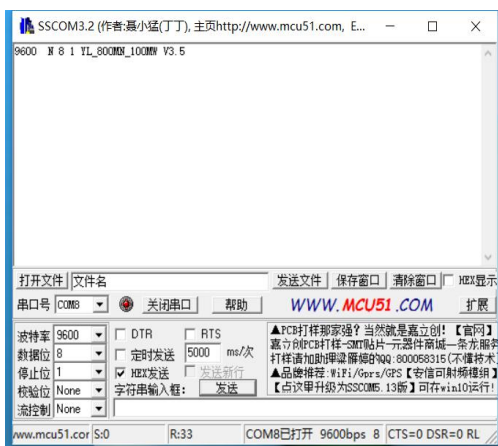 SSCOM3.2 (作者:聂小猛(丁丁), 主页http://www.mcu51.com, E...
9600 N 8 1 YL_800MN_100MW V3.5
打开文件 文件名 发送文件 保存窗口 清除窗口 HEX显示
串口号 COM8 关闭串口 帮助 WWW.MCU51.COM 扩展
波特率 9600 DTR RTS
数据位 8 定时发送 5000 ms/次
停止位 1 HEX发送 发送新行
校验位 None 字符串输入框: 发送
流控制 None
▲PCB打样那家强?当然就是嘉立创!【官网】
嘉立创PCB打样-SMT贴片-元器件商城一条龙服务
打样请加助理梁雁婷的QQ:800058315(不懂技术
▲品牌推荐:WiFi/Gprs/GPS【安信可射频模组】
【点这里升级为SSCOM5.13版】可在win10运行!
www.mcu51.cor S:0 R:33 COM8已打开 9600bps 8 CTS=0 DSR=0 RL